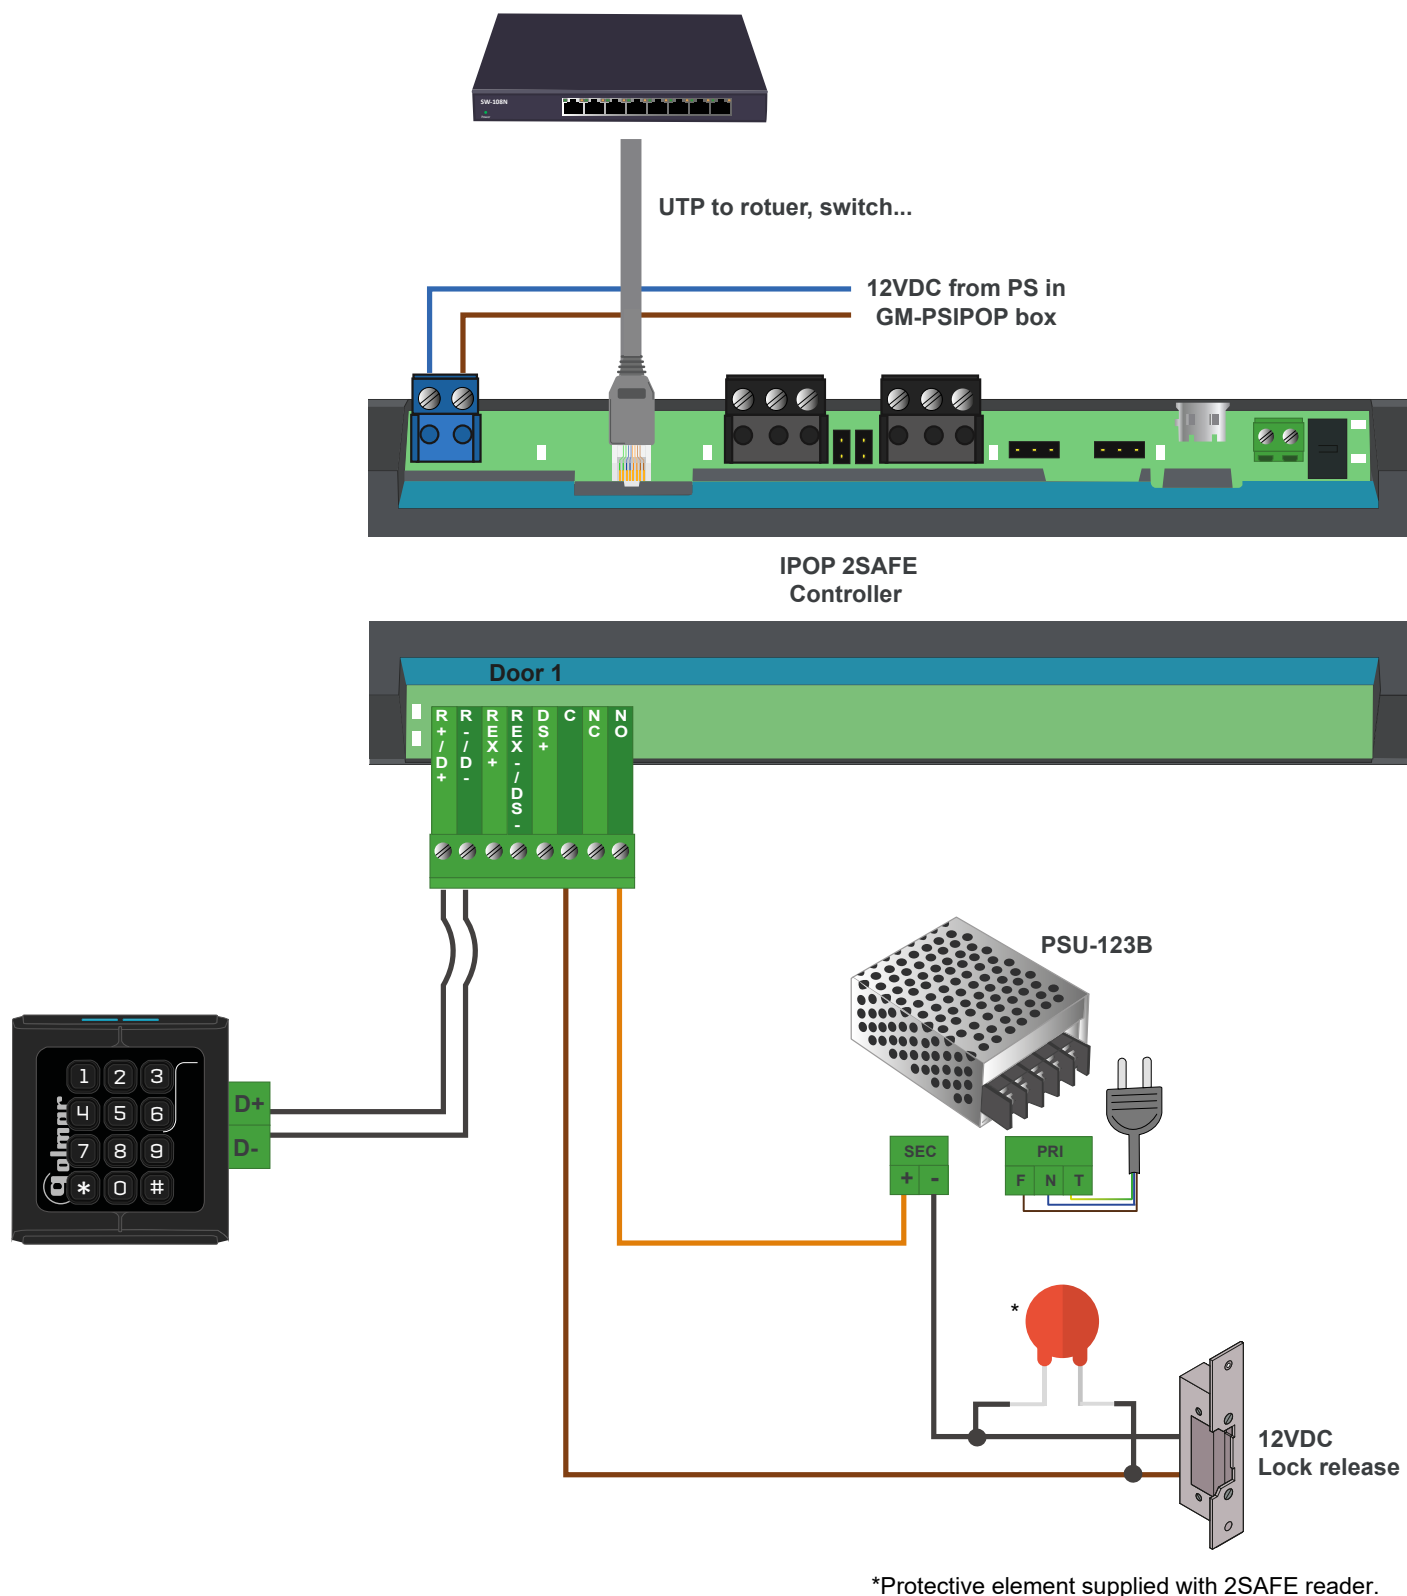 SW-108N
UTP to rotuer, switch...
12VDC from PS in
GM-PSIPOP box
IPOP 2SAFE
Controller
Door 1
R+/D+
R-/D-
REX+
REX-/DS-
DS+
C
NC
NO
PSU-123B
1 2 3
4 5 6
7 8 9
* 0 #
golmar
D+
D-
SEC
+ -
PRI
F N T
*
12VDC
Lock release
*Protective element supplied with 2SAFE reader.